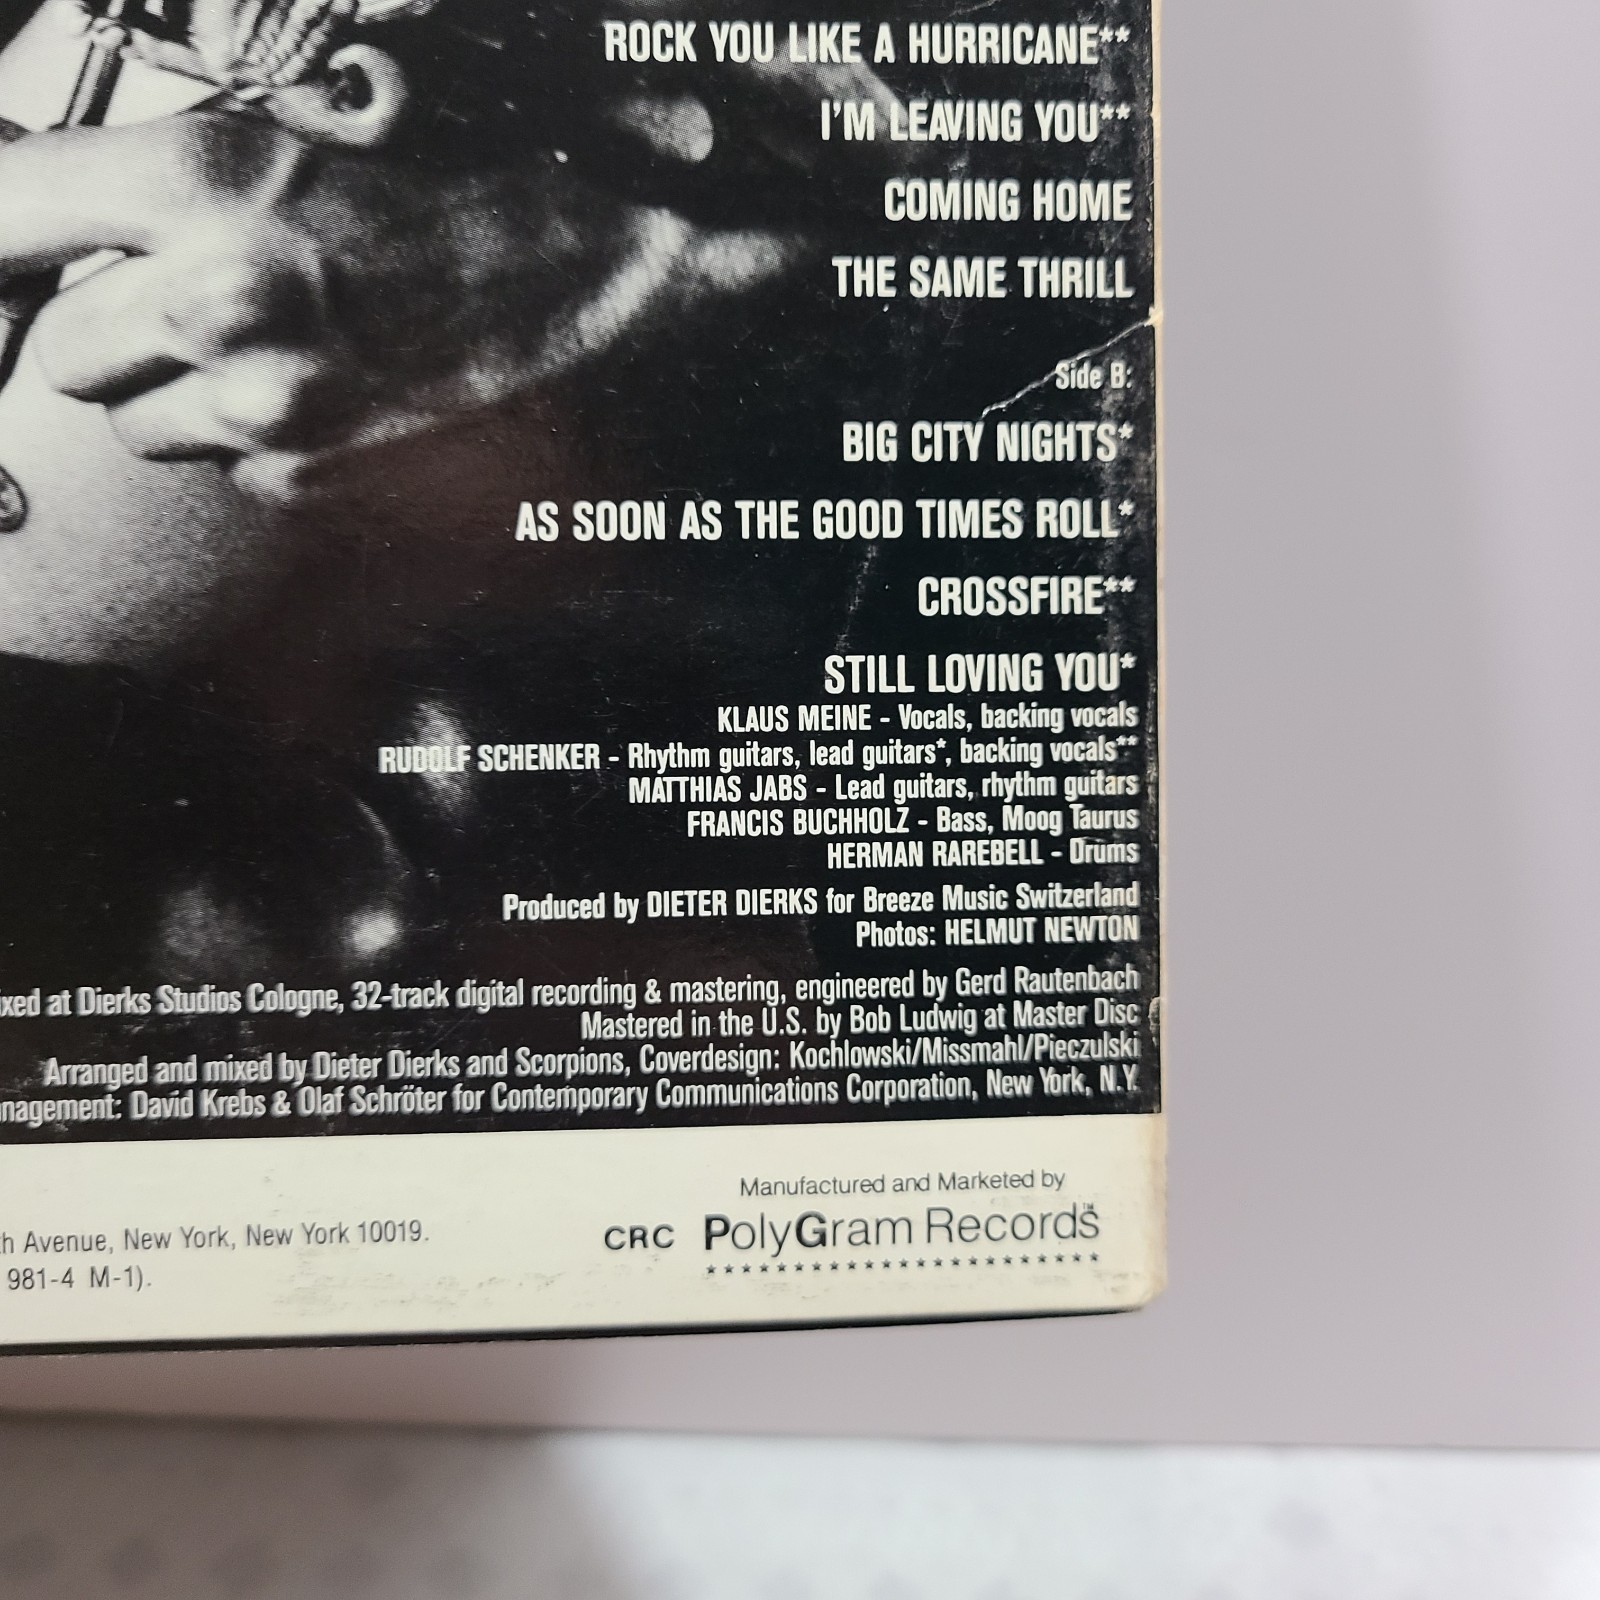 ROCK YOU LIKE A HURRICANE**
I'M LEAVING YOU**
COMING HOME
THE SAME THRILL
Side B:
BIG CITY NIGHTS*
AS SOON AS THE GOOD TIMES ROLL*
CROSSFIRE**
STILL LOVING YOU*
KLAUS MEINE - Vocals, backing vocals
RUDOLF SCHENKER - Rhythm guitars, lead guitars*, backing vocals**
MATTHIAS JABS - Lead guitars, rhythm guitars
FRANCIS BUCHHOLZ - Bass, Moog Taurus
HERMAN RAREBELL - Drums
Produced by DIETER DIERKS for Breeze Music Switzerland
Photos: HELMUT NEWTON
ixed at Dierks Studios Cologne, 32-track digital recording & mastering, engineered by Gerd Rautenbach
Mastered in the U.S. by Bob Ludwig at Master Disc
Arranged and mixed by Dieter Dierks and Scorpions, Coverdesign: Kochlowski/Missmahl/Pieczulski
nagement: David Krebs & Olaf Schröter for Contemporary Communications Corporation, New York, N.Y.
Manufactured and Marketed by
CRC PolyGram Records™
h Avenue, New York, New York 10019.
981-4 M-1).